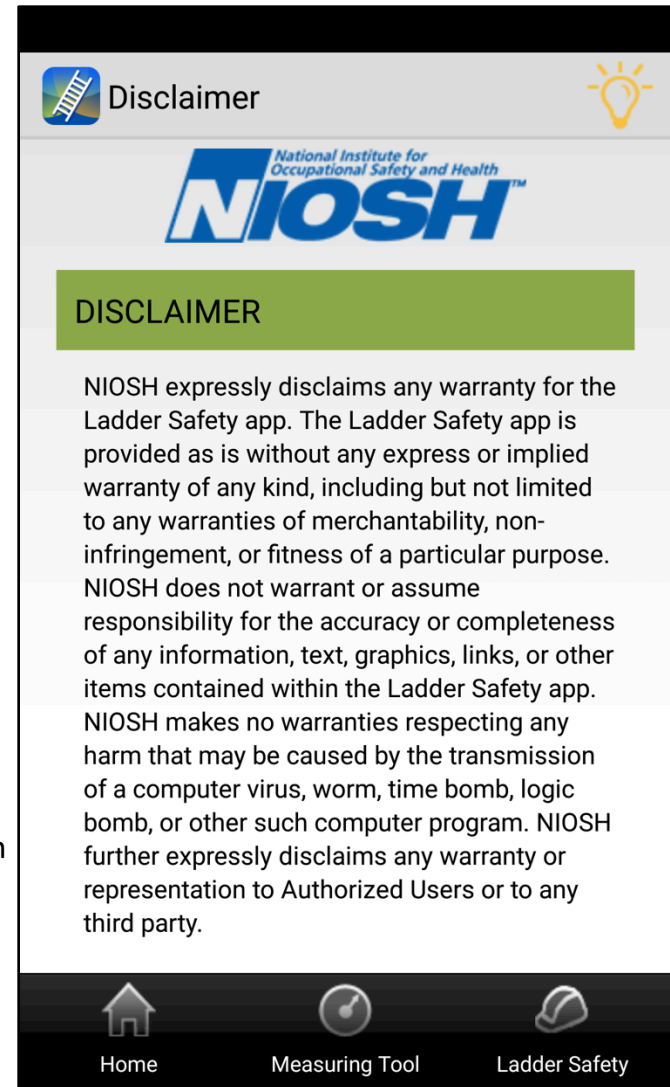 Disclaimer
National Institute for
Occupational Safety and Health
NIOSH™
DISCLAIMER
NIOSH expressly disclaims any warranty for the
Ladder Safety app. The Ladder Safety app is
provided as is without any express or implied
warranty of any kind, including but not limited
to any warranties of merchantability, non-
infringement, or fitness of a particular purpose.
NIOSH does not warrant or assume
responsibility for the accuracy or completeness
of any information, text, graphics, links, or other
items contained within the Ladder Safety app.
NIOSH makes no warranties respecting any
harm that may be caused by the transmission
of a computer virus, worm, time bomb, logic
bomb, or other such computer program. NIOSH
further expressly disclaims any warranty or
representation to Authorized Users or to any
third party.
Home Measuring Tool Ladder Safety